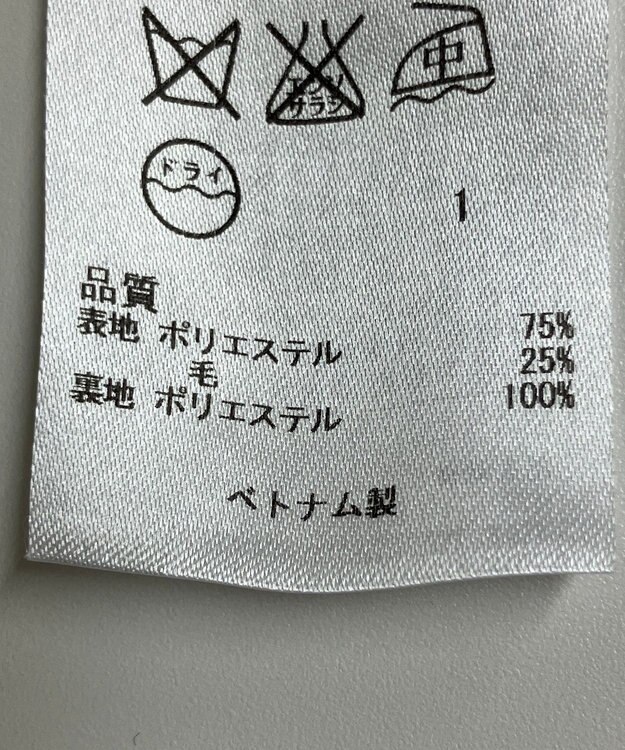 エンソ
サラシ
中
ドライ
1
品質
表地 ポリエステル 75%
毛 25%
裏地 ポリエステル 100%
ベトナム製